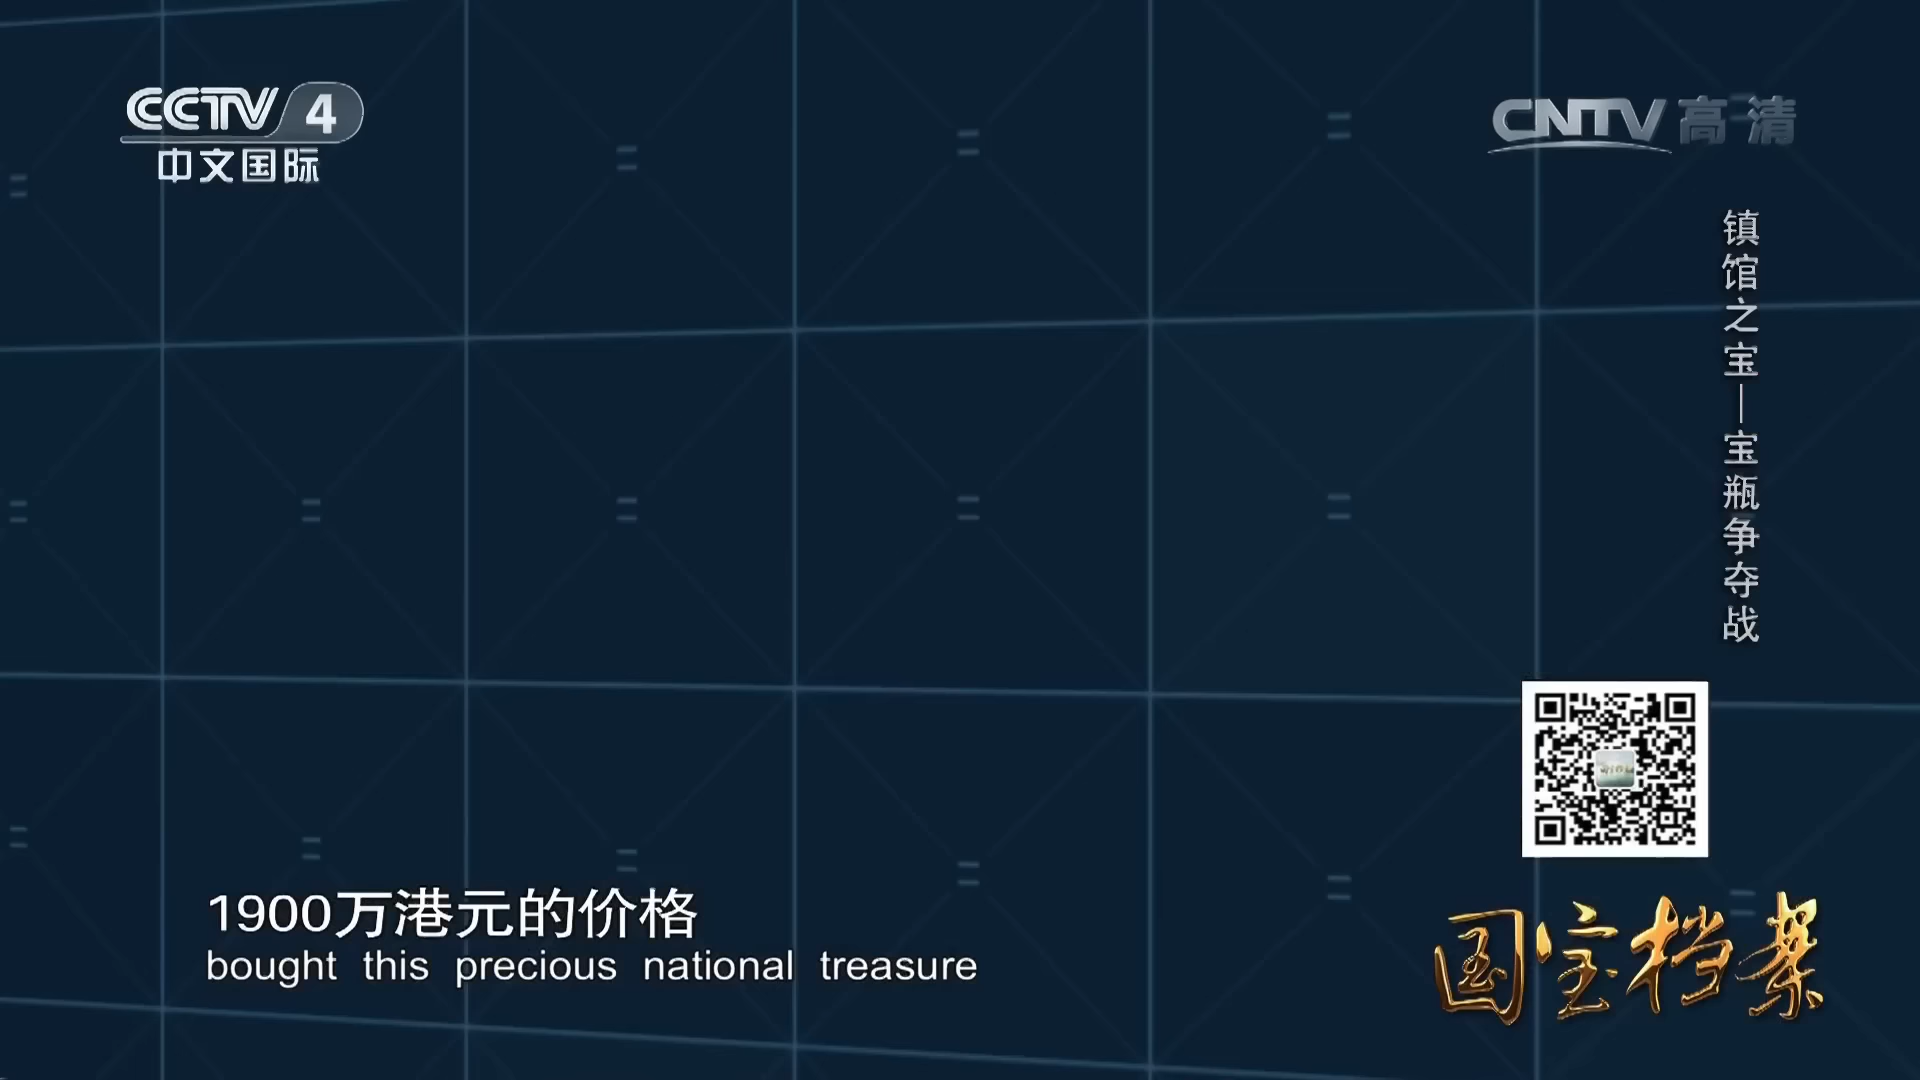 CCTV 4
中文国际
CNTV 高清
镇馆之宝—宝瓶争夺战
1900万港元的价格
bought this precious national treasure
国宝档案